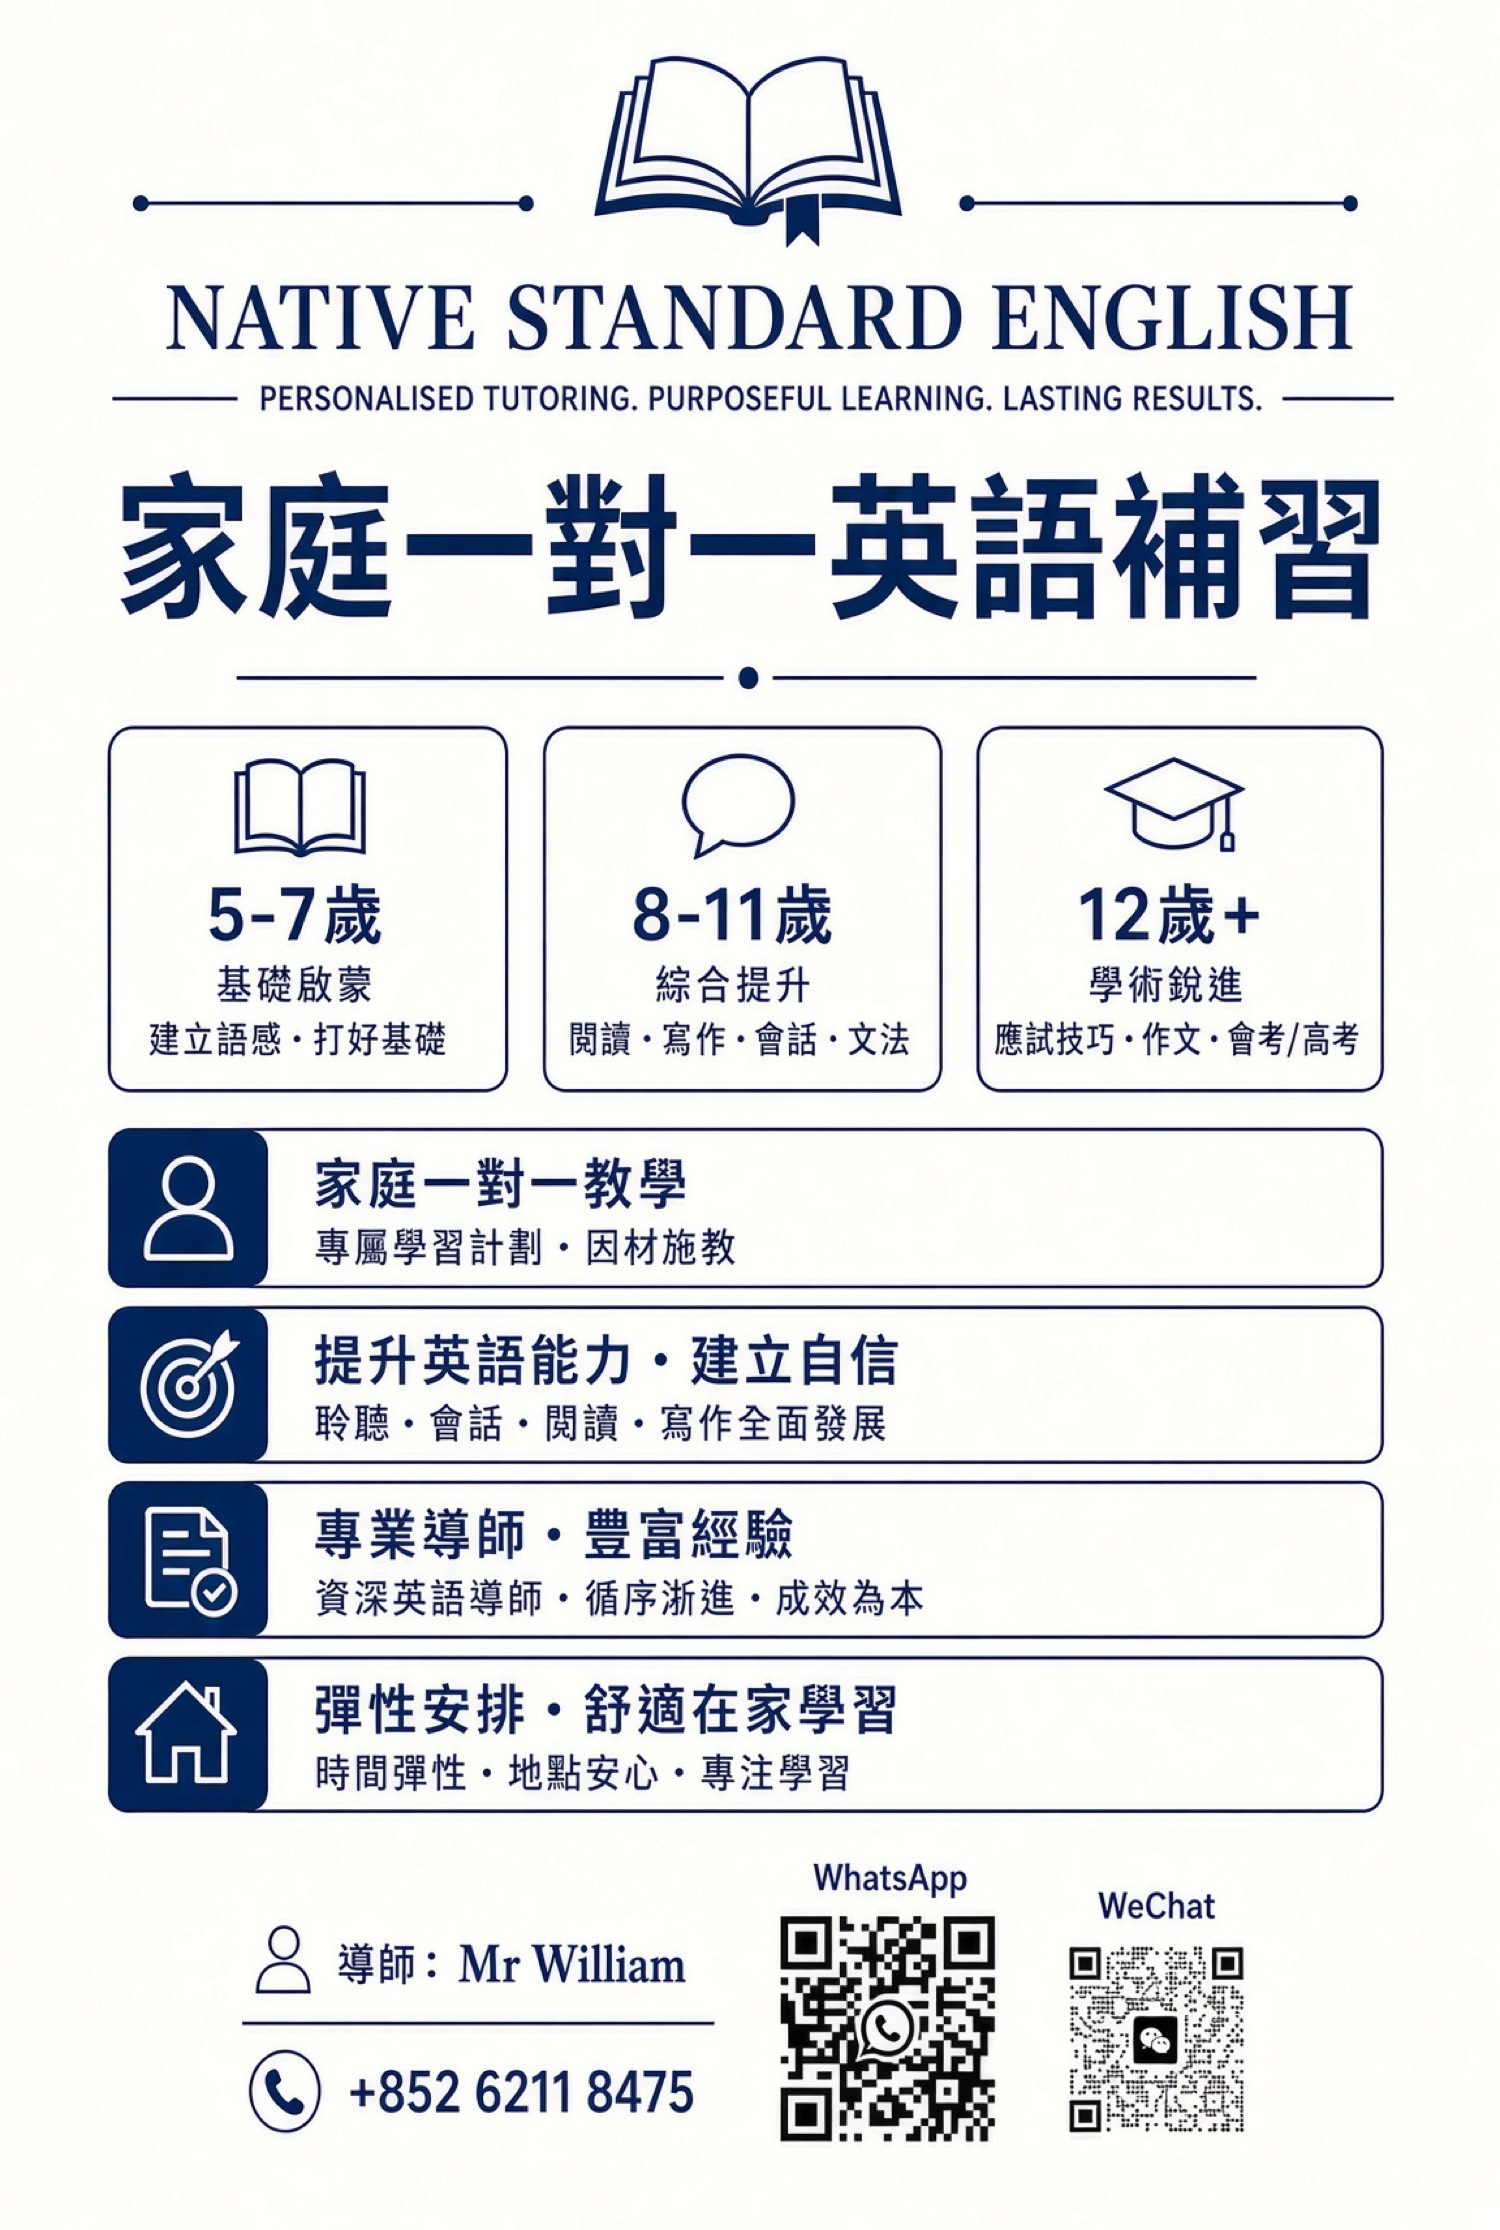 NATIVE STANDARD ENGLISH
PERSONALISED TUTORING. PURPOSEFUL LEARNING. LASTING RESULTS.
家庭一對一英語補習
5-7歲
基礎啟蒙
建立語感・打好基礎
8-11歲
綜合提升
閱讀・寫作・會話・文法
12歲+
學術銳進
應試技巧・作文・會考/高考
家庭一對一教學
專屬學習計劃・因材施教
提升英語能力・建立自信
聆聽・會話・閱讀・寫作全面發展
專業導師・豐富經驗
資深英語導師・循序漸進・成效為本
彈性安排・舒適在家學習
時間彈性・地點安心・專注學習
導師：Mr William
+852 6211 8475
WhatsApp
WeChat